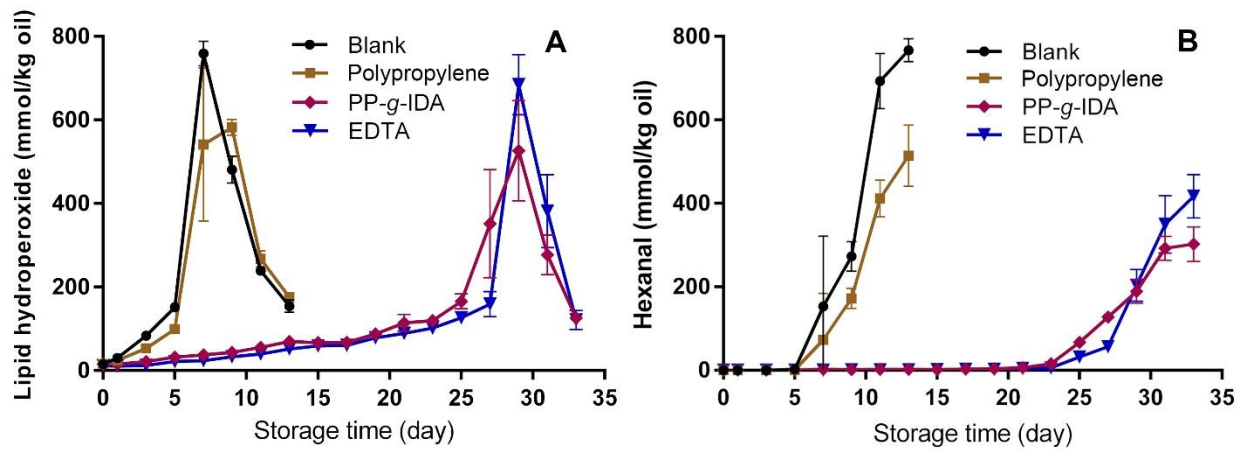 Lipid hydroperoxide (mmol/kg oil)
800
600
400
200
0
0 5 10 15 20 25 30 35
Storage time (day)
A
Blank
Polypropylene
PP-g-IDA
EDTA
Hexanal (mmol/kg oil)
800
600
400
200
0
0 5 10 15 20 25 30 35
Storage time (day)
B
Blank
Polypropylene
PP-g-IDA
EDTA